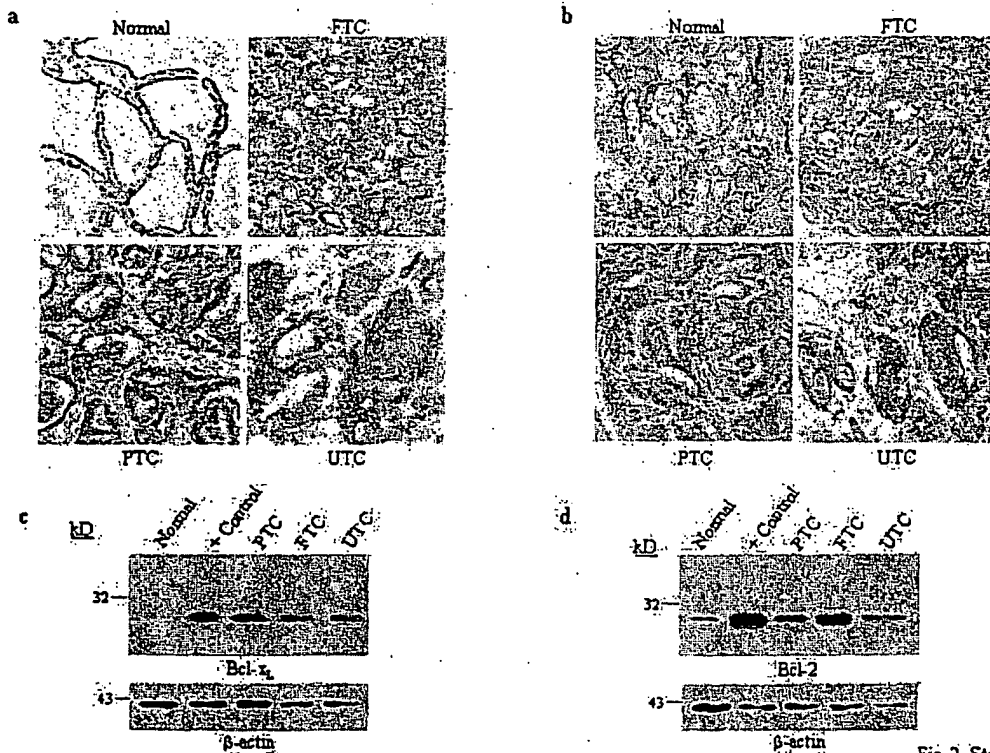 a
Normal FTC
PTC UTC
b
Normal FTC
PTC UTC
c
kD Normal + Control PTC FTC UTC
32
Bcl-xL
43
β-actin
d
kD Normal + Control PTC FTC UTC
32
Bcl-2
43
β-actin